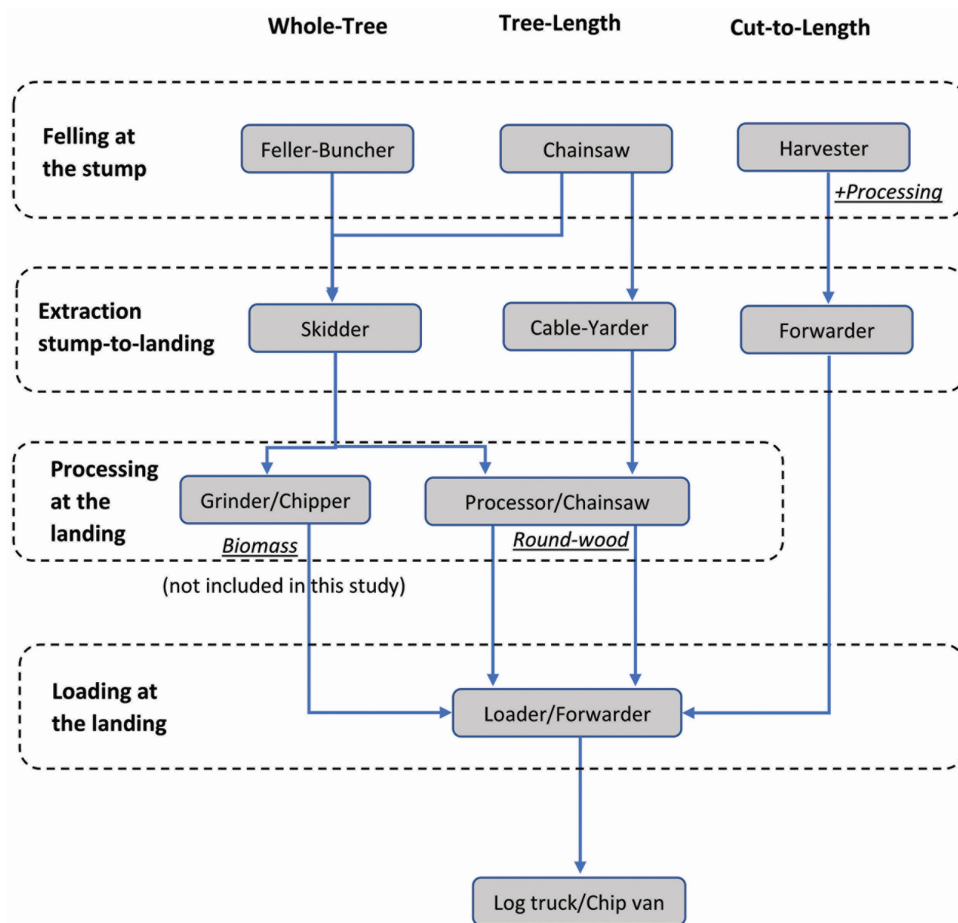 Whole-Tree
Tree-Length
Cut-to-Length
Felling at
the stump
Feller-Buncher
Chainsaw
Harvester
+Processing
Extraction
stump-to-landing
Skidder
Cable-Yarder
Forwarder
Processing
at the
landing
Grinder/Chipper
Processor/Chainsaw
Biomass
Round-wood
(not included in this study)
Loading at
the landing
Loader/Forwarder
Log truck/Chip van